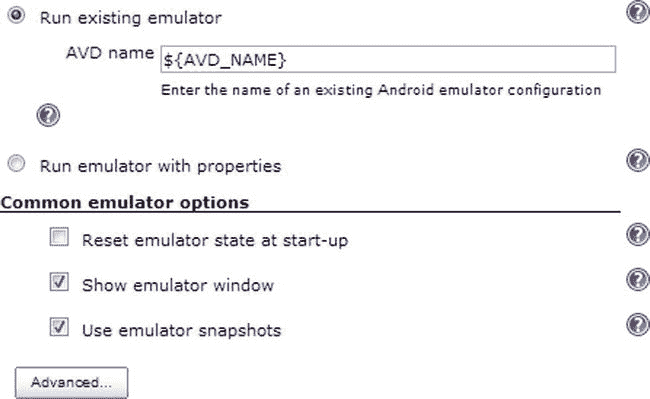 Run existing emulator
?
AVD name ${AVD_NAME}
Enter the name of an existing Android emulator configuration
?
Run emulator with properties
?
Common emulator options
Reset emulator state at start-up
?
Show emulator window
?
Use emulator snapshots
?
Advanced...